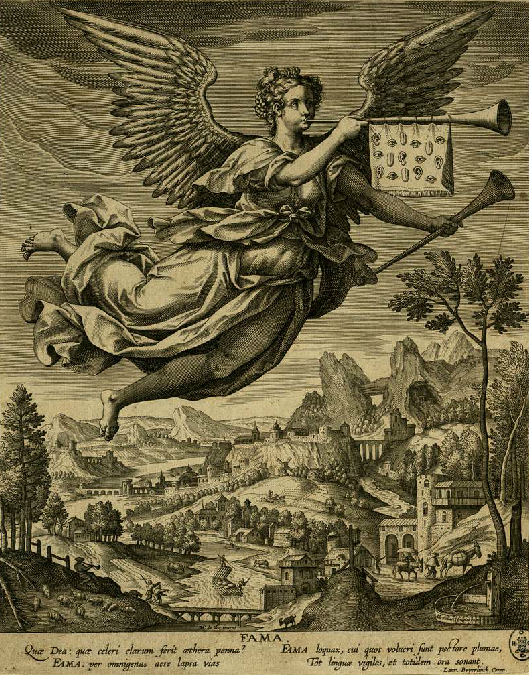 FAMA.
Quæ Dea: quæ celeri clarum ferit æthera penna?
FAMA. per omnigenas aere lapsa vias
FAMA loquax, cui quot volucri sunt pectore plumæ,
Tot linguæ vigiles, et totidem ora sonant.